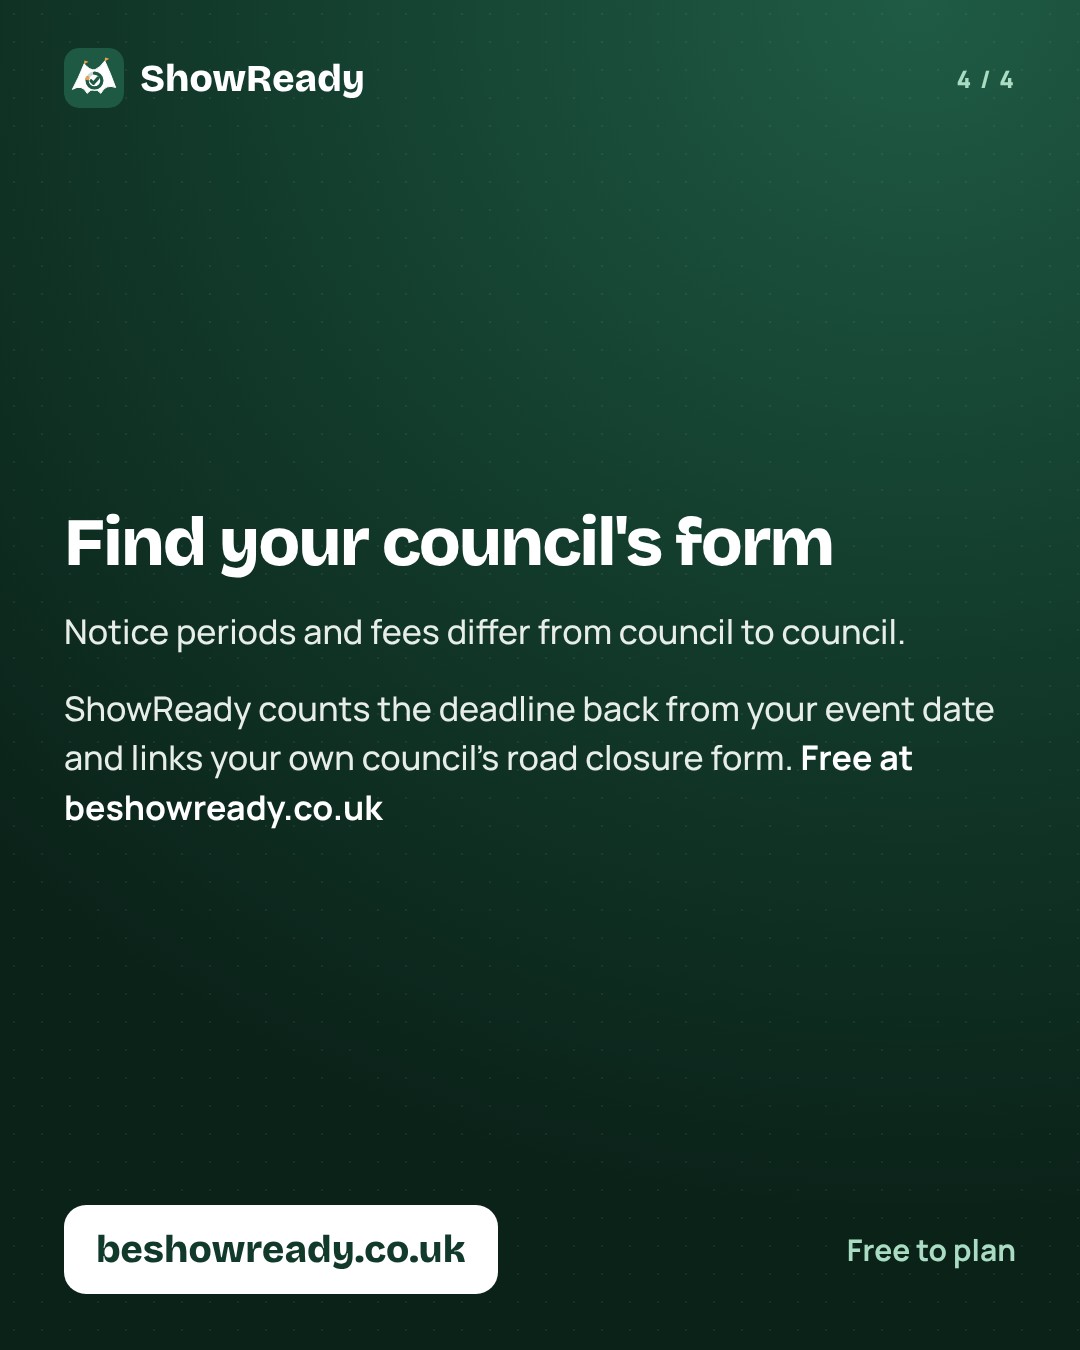 ShowReady
4 / 4
Find your council's form
Notice periods and fees differ from council to council.
ShowReady counts the deadline back from your event date
and links your own council’s road closure form. Free at
beshowready.co.uk
beshowready.co.uk
Free to plan